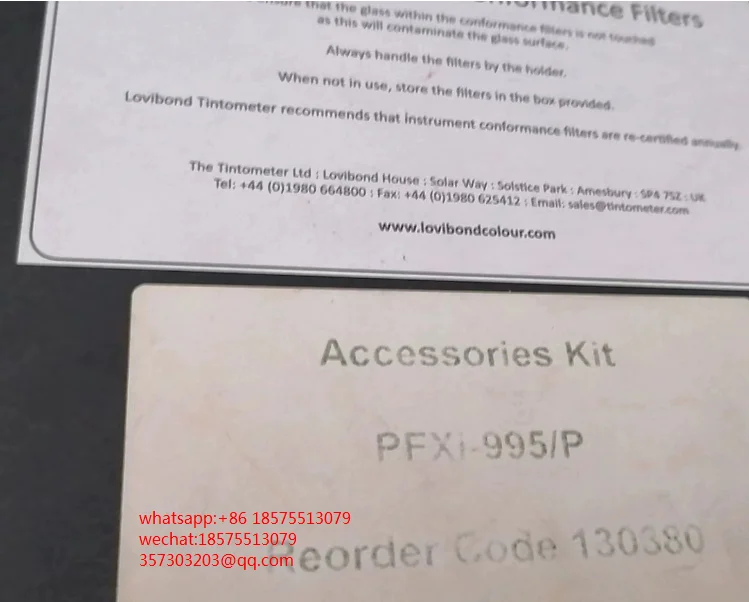 Conformance Filters
ensure that the glass within the conformance filters is not touched
as this will contaminate the glass surface.
Always handle the filters by the holder.
When not in use, store the filters in the box provided.
Lovibond Tintometer recommends that instrument conformance filters are re-certified annually.
The Tintometer Ltd : Lovibond House : Solar Way : Solstice Park : Amesbury : SP4 7SZ : UK
Tel: +44 (0)1980 664800 : Fax: +44 (0)1980 625412 : Email: sales@tintometer.com
www.lovibondcolour.com
Accessories Kit
PFXi-995/P
whatsapp:+86 18575513079
wechat:18575513079
357303203@qq.com
Reorder Code 130380